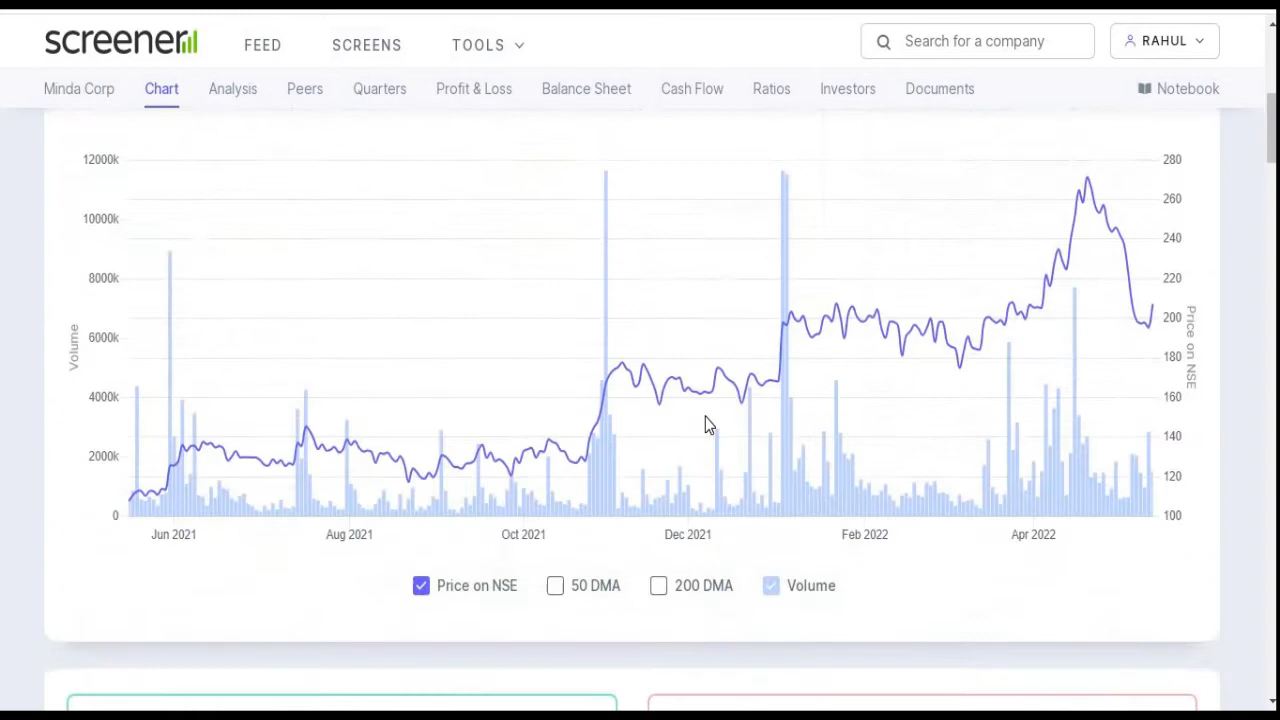 screener FEED SCREENS TOOLS Search for a company RAHUL
Minda Corp Chart Analysis Peers Quarters Profit & Loss Balance Sheet Cash Flow Ratios Investors Documents Notebook
12000k 280
260
10000k
240
8000k 220
6000k 200
Volume
Price on NSE
180
4000k 160
140
2000k
120
0 100
Jun 2021 Aug 2021 Oct 2021 Dec 2021 Feb 2022 Apr 2022
Price on NSE 50 DMA 200 DMA Volume